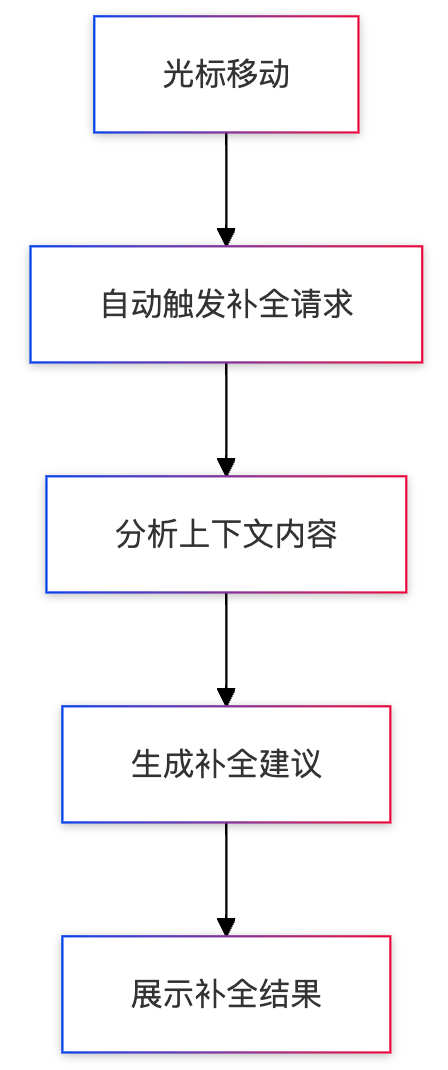 光标移动
自动触发补全请求
分析上下文内容
生成补全建议
展示补全结果